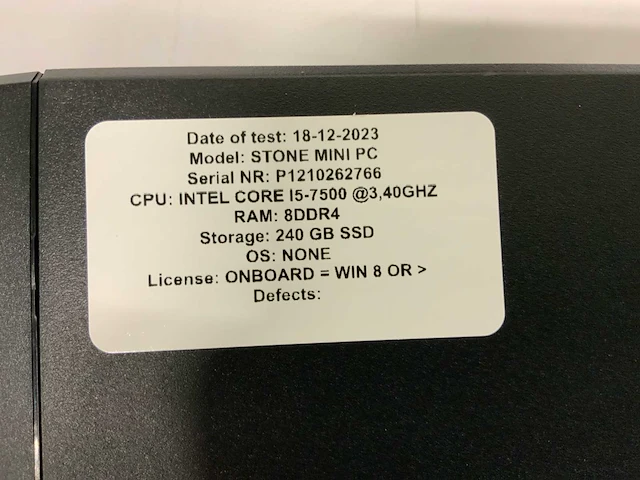 Date of test: 18-12-2023
Model: STONE MINI PC
Serial NR: P1210262766
CPU: INTEL CORE I5-7500 @3,40GHZ
RAM: 8DDR4
Storage: 240 GB SSD
OS: NONE
License: ONBOARD = WIN 8 OR >
Defects: